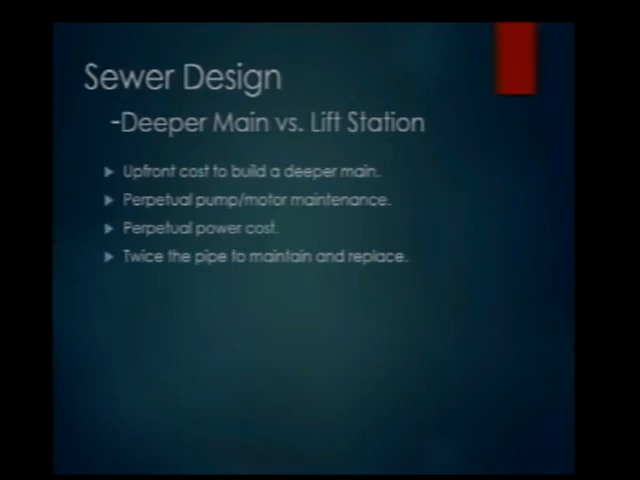 Sewer Design
-Deeper Main vs. Lift Station
Upfront cost to build a deeper main.
Perpetual pump/motor maintenance.
Perpetual power cost.
Twice the pipe to maintain and replace.